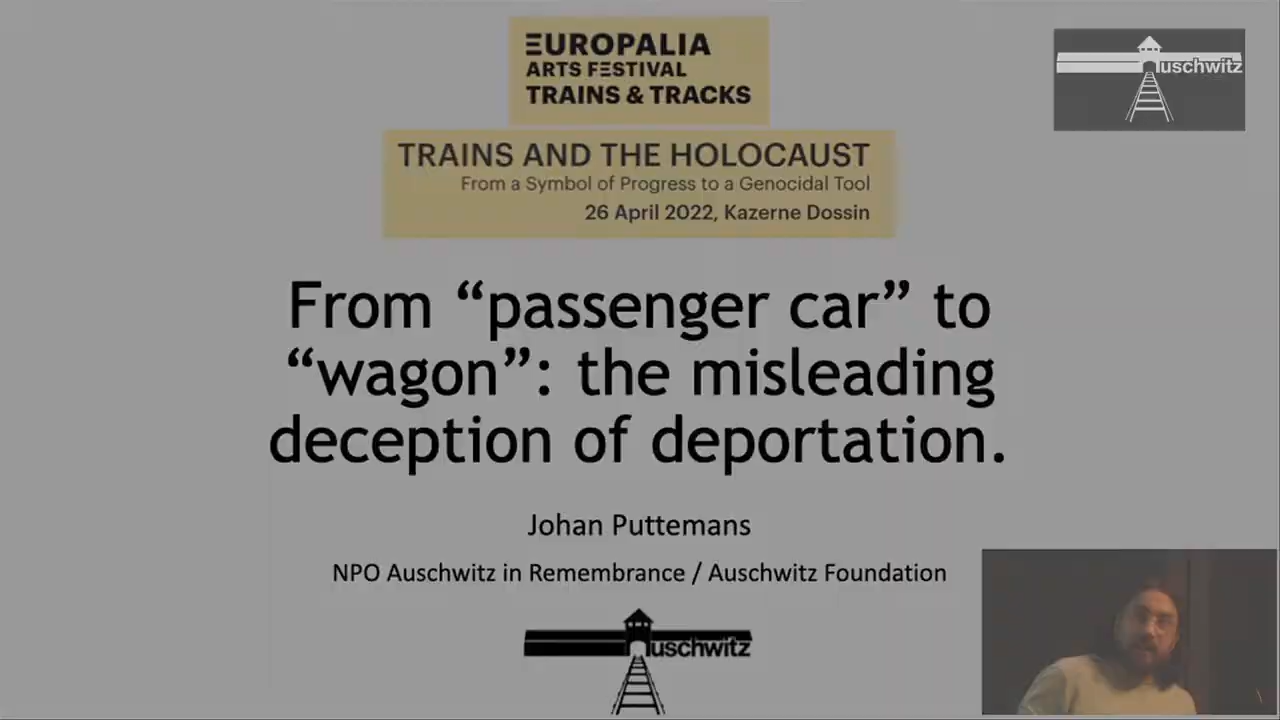 EUROPALIA
ARTS FESTIVAL
TRAINS & TRACKS
uschwitz
TRAINS AND THE HOLOCAUST
From a Symbol of Progress to a Genocidal Tool
26 April 2022, Kazerne Dossin
From “passenger car” to
“wagon”: the misleading
deception of deportation.
Johan Puttemans
NPO Auschwitz in Remembrance / Auschwitz Foundation
uschwitz